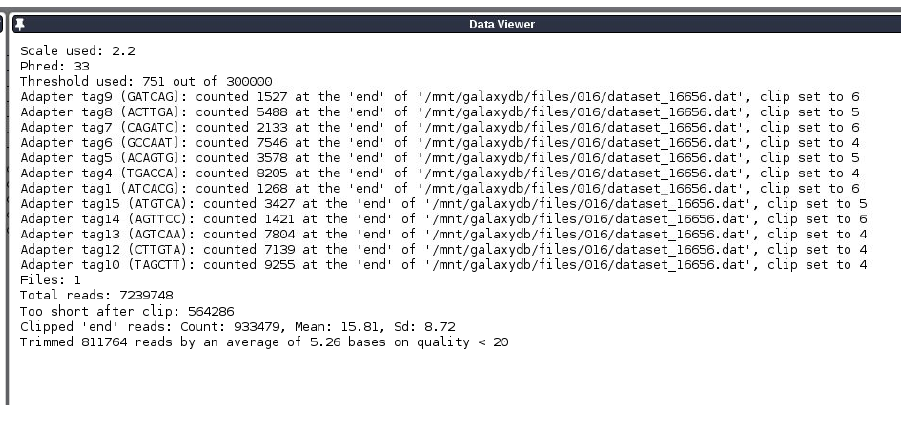 Data Viewer
Scale used: 2.2
Phred: 33
Threshold used: 751 out of 300000
Adapter tag9 (GATCAG): counted 1527 at the 'end' of '/mnt/galaxydb/files/016/dataset_16656.dat', clip set to 6
Adapter tag8 (ACTTGA): counted 5488 at the 'end' of '/mnt/galaxydb/files/016/dataset_16656.dat', clip set to 5
Adapter tag7 (CAGATC): counted 2133 at the 'end' of '/mnt/galaxydb/files/016/dataset_16656.dat', clip set to 6
Adapter tag6 (GCCAAT): counted 7546 at the 'end' of '/mnt/galaxydb/files/016/dataset_16656.dat', clip set to 4
Adapter tag5 (ACAGTG): counted 3578 at the 'end' of '/mnt/galaxydb/files/016/dataset_16656.dat', clip set to 5
Adapter tag4 (TGACCA): counted 8205 at the 'end' of '/mnt/galaxydb/files/016/dataset_16656.dat', clip set to 4
Adapter tag1 (ATCACG): counted 1268 at the 'end' of '/mnt/galaxydb/files/016/dataset_16656.dat', clip set to 6
Adapter tag15 (ATGTCA): counted 3427 at the 'end' of '/mnt/galaxydb/files/016/dataset_16656.dat', clip set to 5
Adapter tag14 (AGTTCC): counted 1421 at the 'end' of '/mnt/galaxydb/files/016/dataset_16656.dat', clip set to 6
Adapter tag13 (AGTCAA): counted 7804 at the 'end' of '/mnt/galaxydb/files/016/dataset_16656.dat', clip set to 4
Adapter tag12 (CTTGTA): counted 7139 at the 'end' of '/mnt/galaxydb/files/016/dataset_16656.dat', clip set to 4
Adapter tag10 (TAGCTT): counted 9255 at the 'end' of '/mnt/galaxydb/files/016/dataset_16656.dat', clip set to 4
Files: 1
Total reads: 7239748
Too short after clip: 564286
Clipped 'end' reads: Count: 933479, Mean: 15.81, Sd: 8.72
Trimmed 811764 reads by an average of 5.26 bases on quality < 20